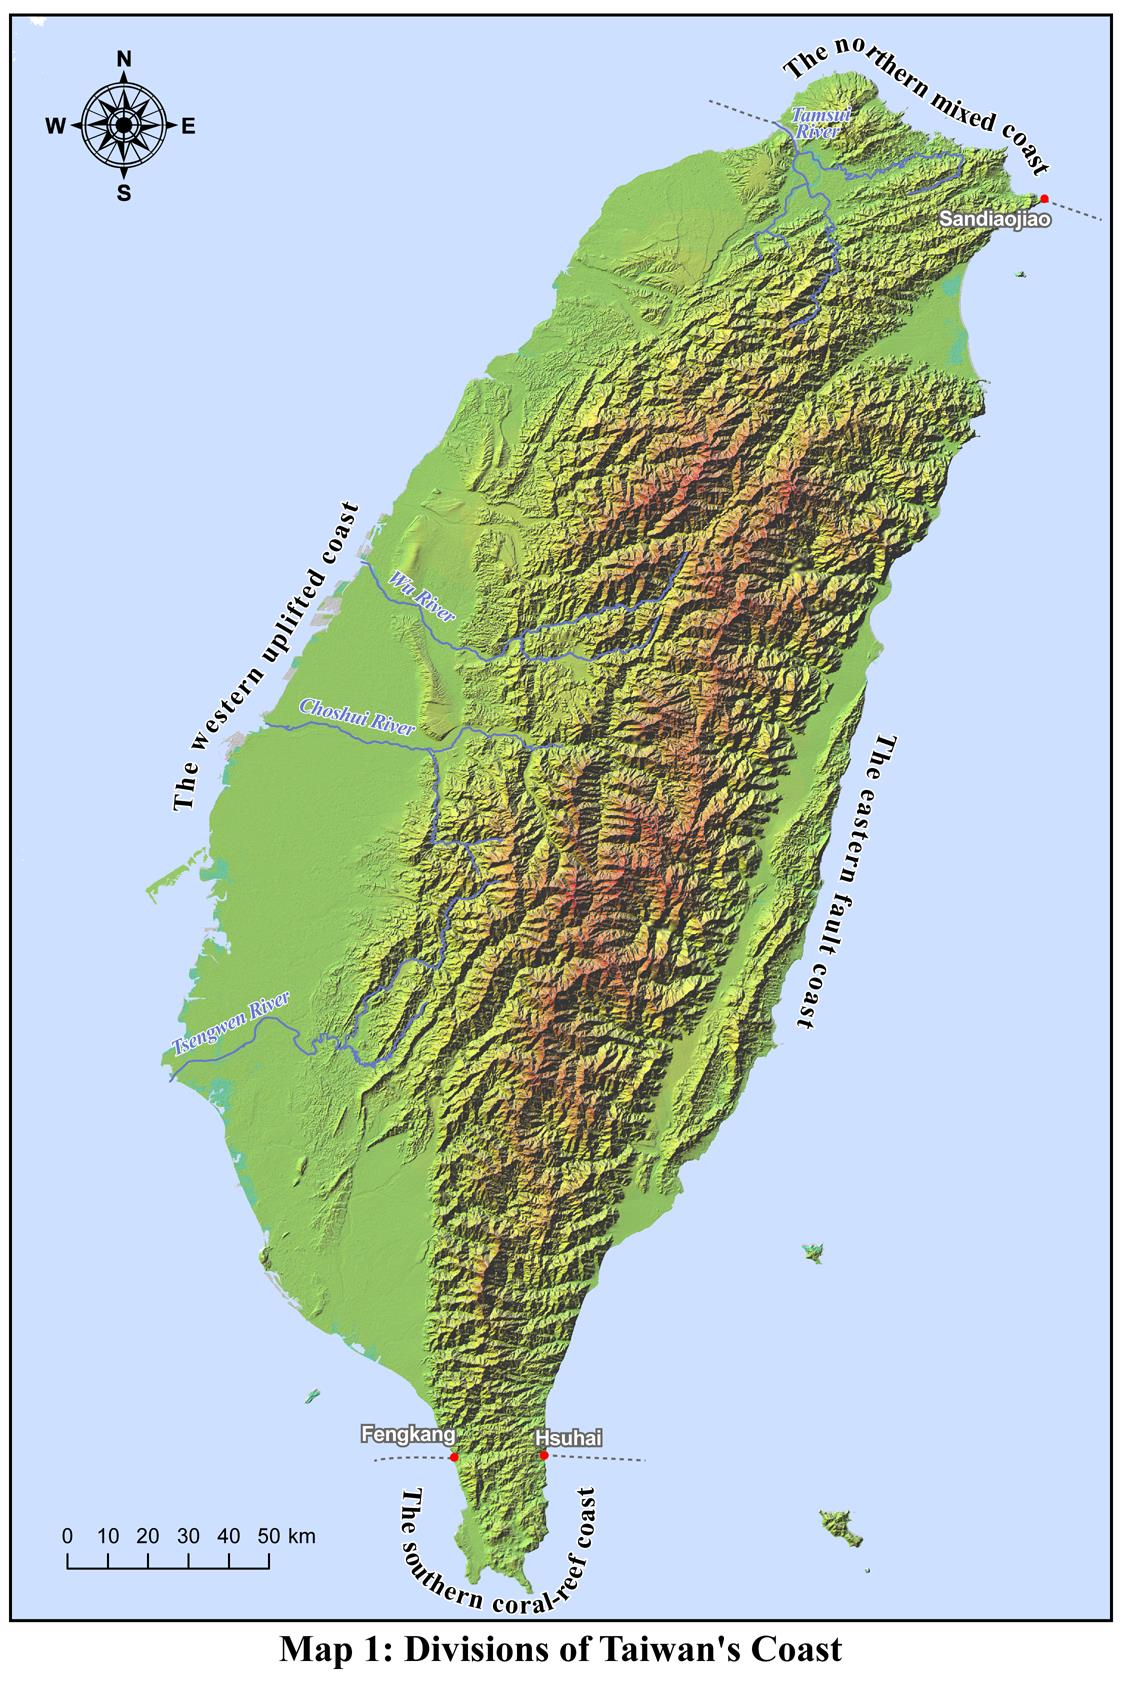 N
W E
S
The northern mixed coast
Tamsui
River
Sandiaojiao
The western uplifted coast
Wu River
Choshui River
The eastern fault coast
Tsengwen River
Fengkang
Hsuhai
The southern coral-reef coast
0 10 20 30 40 50 km
Map 1: Divisions of Taiwan's Coast